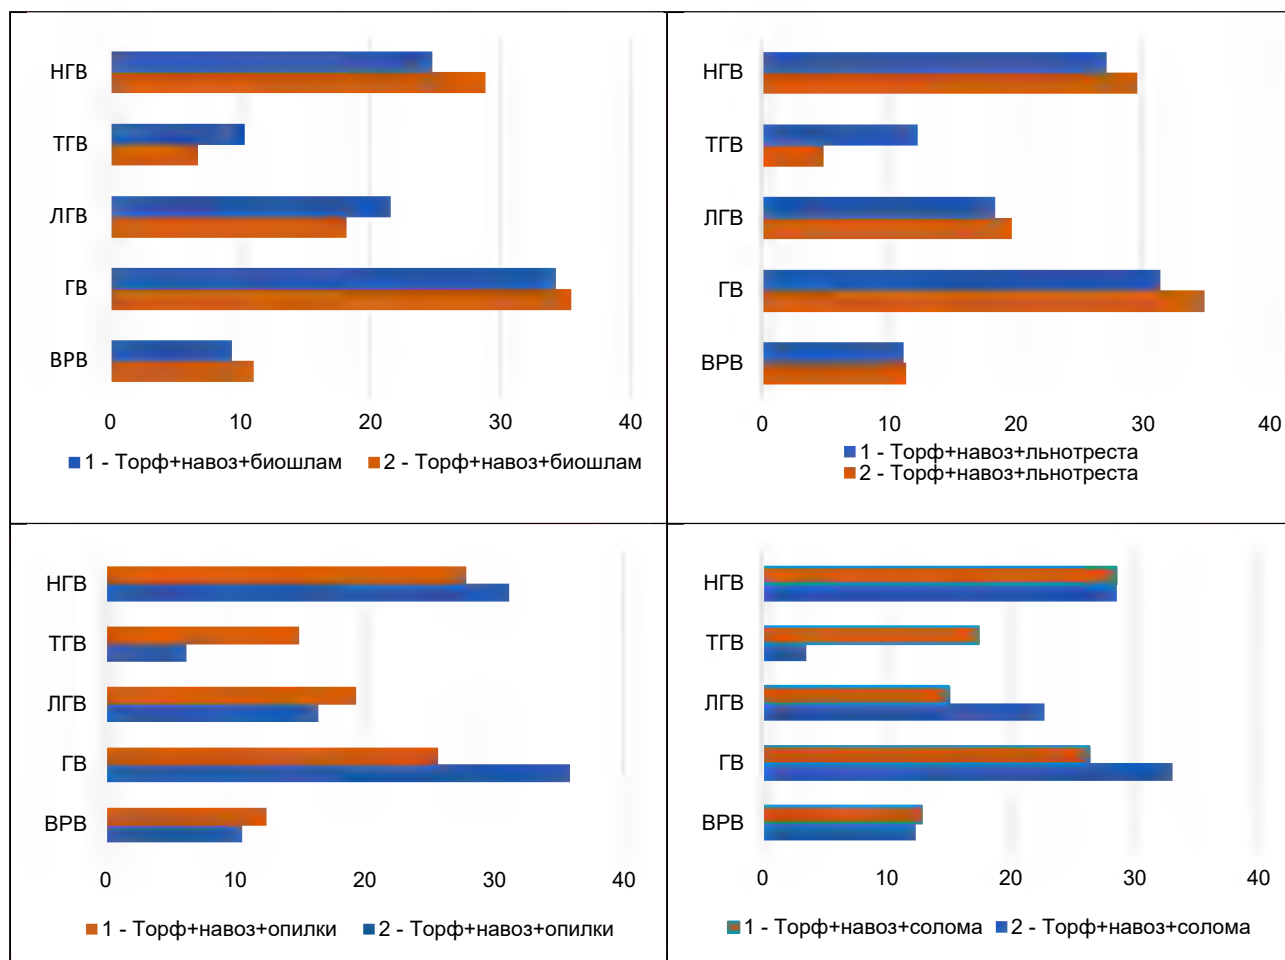 НГВ
ТГВ
ЛГВ
ГВ
ВРВ
0 10 20 30 40
1 - Торф+навоз+биошлам 2 - Торф+навоз+биошлам
НГВ
ТГВ
ЛГВ
ГВ
ВРВ
0 10 20 30 40
1 - Торф+навоз+льнотреста
2 - Торф+навоз+льнотреста
НГВ
ТГВ
ЛГВ
ГВ
ВРВ
0 10 20 30 40
1 - Торф+навоз+опилки 2 - Торф+навоз+опилки
НГВ
ТГВ
ЛГВ
ГВ
ВРВ
0 10 20 30 40
1 - Торф+навоз+солома 2 - Торф+навоз+солома